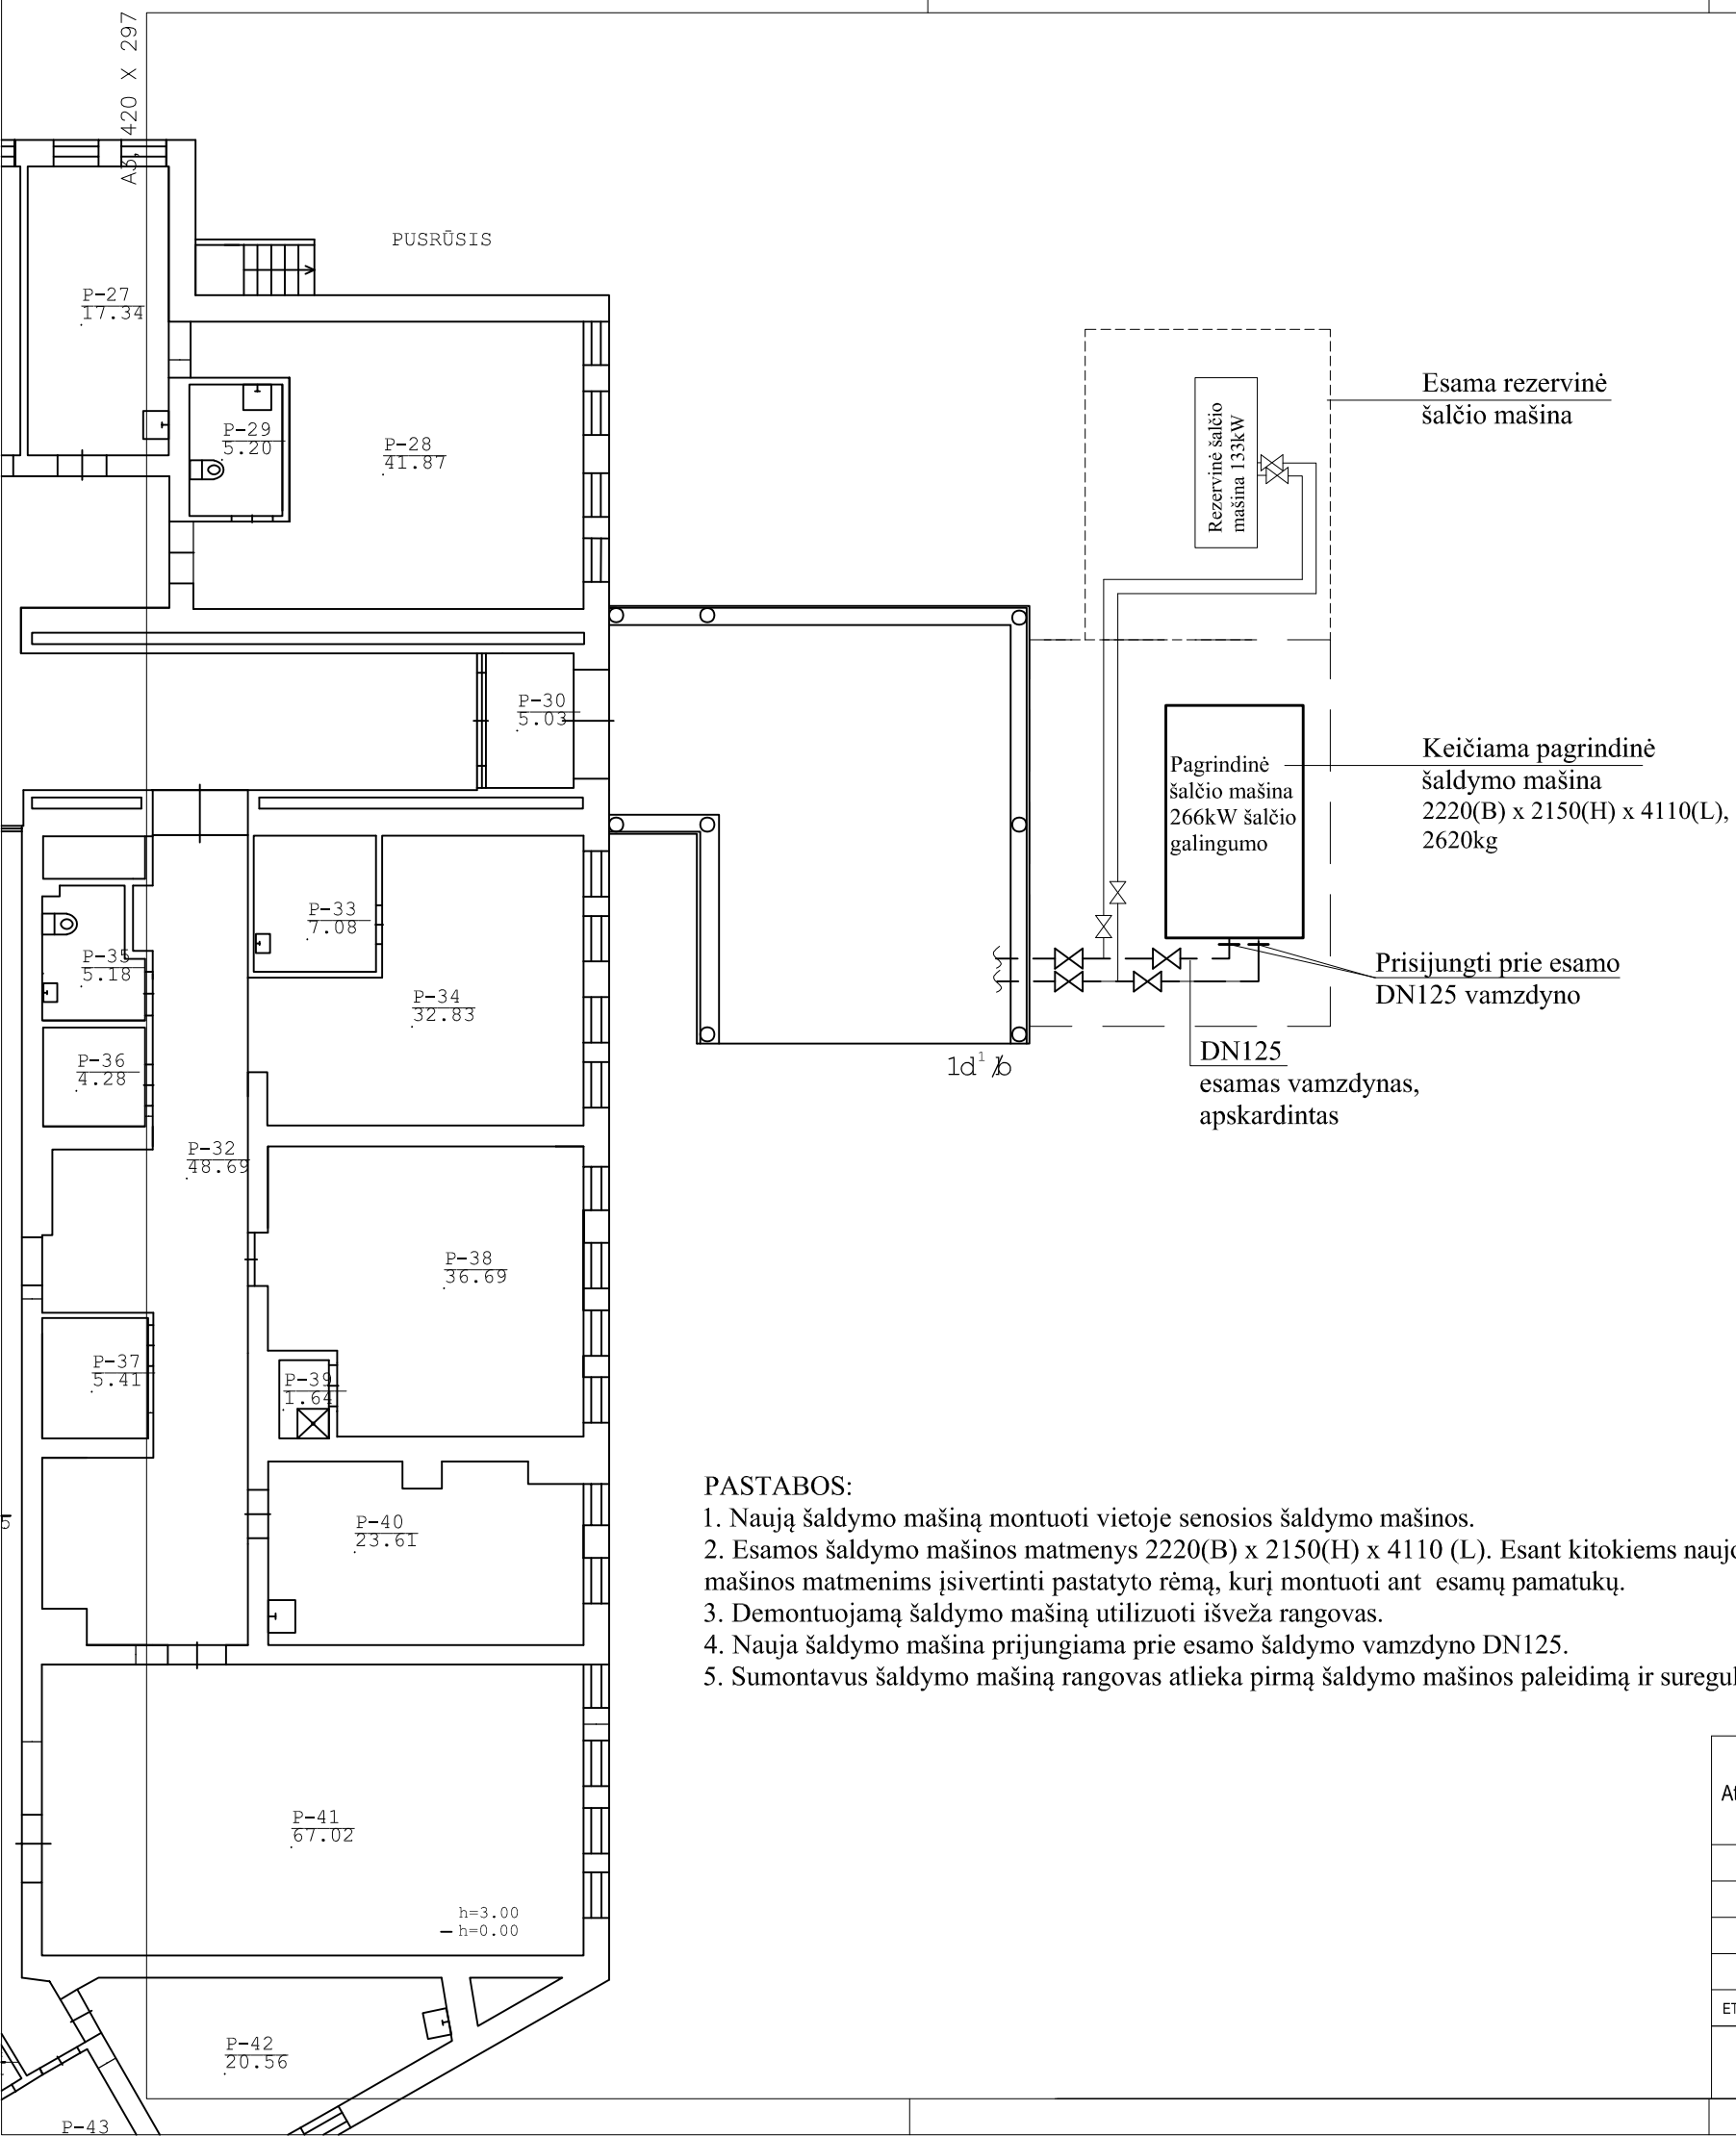 A3, 420 X 297
PUSRŪSIS
P-27
17.34
P-29
5.20
P-28
41.87
Esama rezervinė
šalčio mašina
Rezervinė šalčio
mašina 133kW
P-30
5.03
Pagrindinė
šalčio mašina
266kW šalčio
galingumo
Keičiama pagrindinė
šaldymo mašina
2220(B) x 2150(H) x 4110(L),
2620kg
P-33
7.08
P-35
5.18
P-34
32.83
Prisijungti prie esamo
DN125 vamzdyno
P-36
4.28
1d¹/b
DN125
esamas vamzdynas,
apskardintas
P-32
48.69
P-38
36.69
P-37
5.41
P-39
1.64
P-40
23.61
5
PASTABOS:
1. Naują šaldymo mašiną montuoti vietoje senosios šaldymo mašinos.
2. Esamos šaldymo mašinos matmenys 2220(B) x 2150(H) x 4110 (L). Esant kitokiems naujo
mašinos matmenims įsivertinti pastatyto rėmą, kurį montuoti ant esamų pamatukų.
3. Demontuojamą šaldymo mašiną utilizuoti išveža rangovas.
4. Nauja šaldymo mašina prijungiama prie esamo šaldymo vamzdyno DN125.
5. Sumontavus šaldymo mašiną rangovas atlieka pirmą šaldymo mašinos paleidimą ir suregul
P-41
67.02
h=3.00
h=0.00
P-42
20.56
P-43